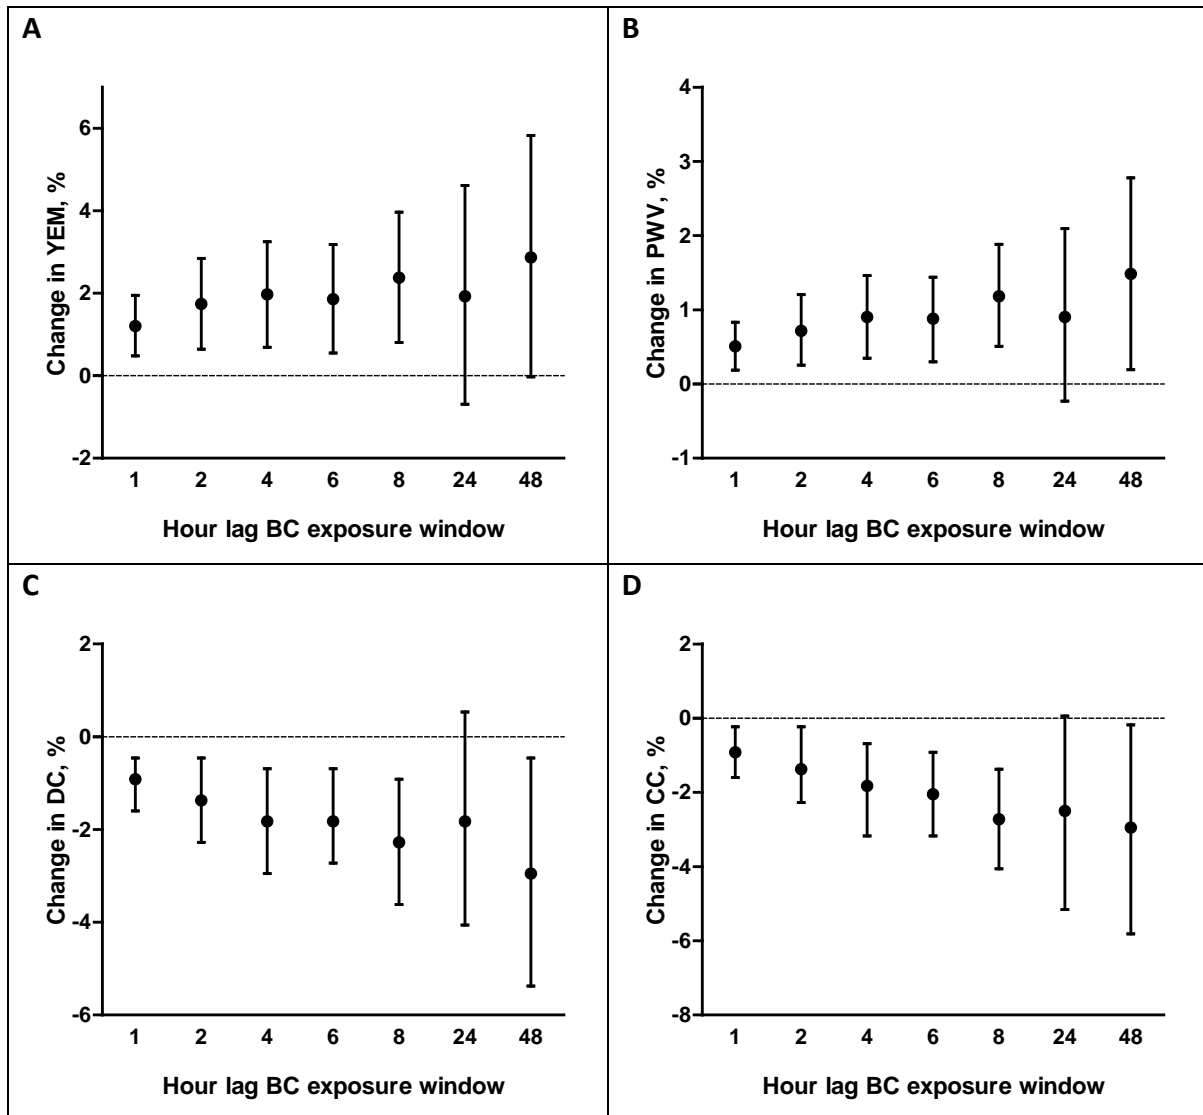 A
Change in YEM, %
6
4
2
0
-2
1 2 4 6 8 24 48
Hour lag BC exposure window
B
Change in PWV, %
4
3
2
1
0
-1
1 2 4 6 8 24 48
Hour lag BC exposure window
C
Change in DC, %
2
0
-2
-4
-6
1 2 4 6 8 24 48
Hour lag BC exposure window
D
Change in CC, %
2
0
-2
-4
-6
-8
1 2 4 6 8 24 48
Hour lag BC exposure window